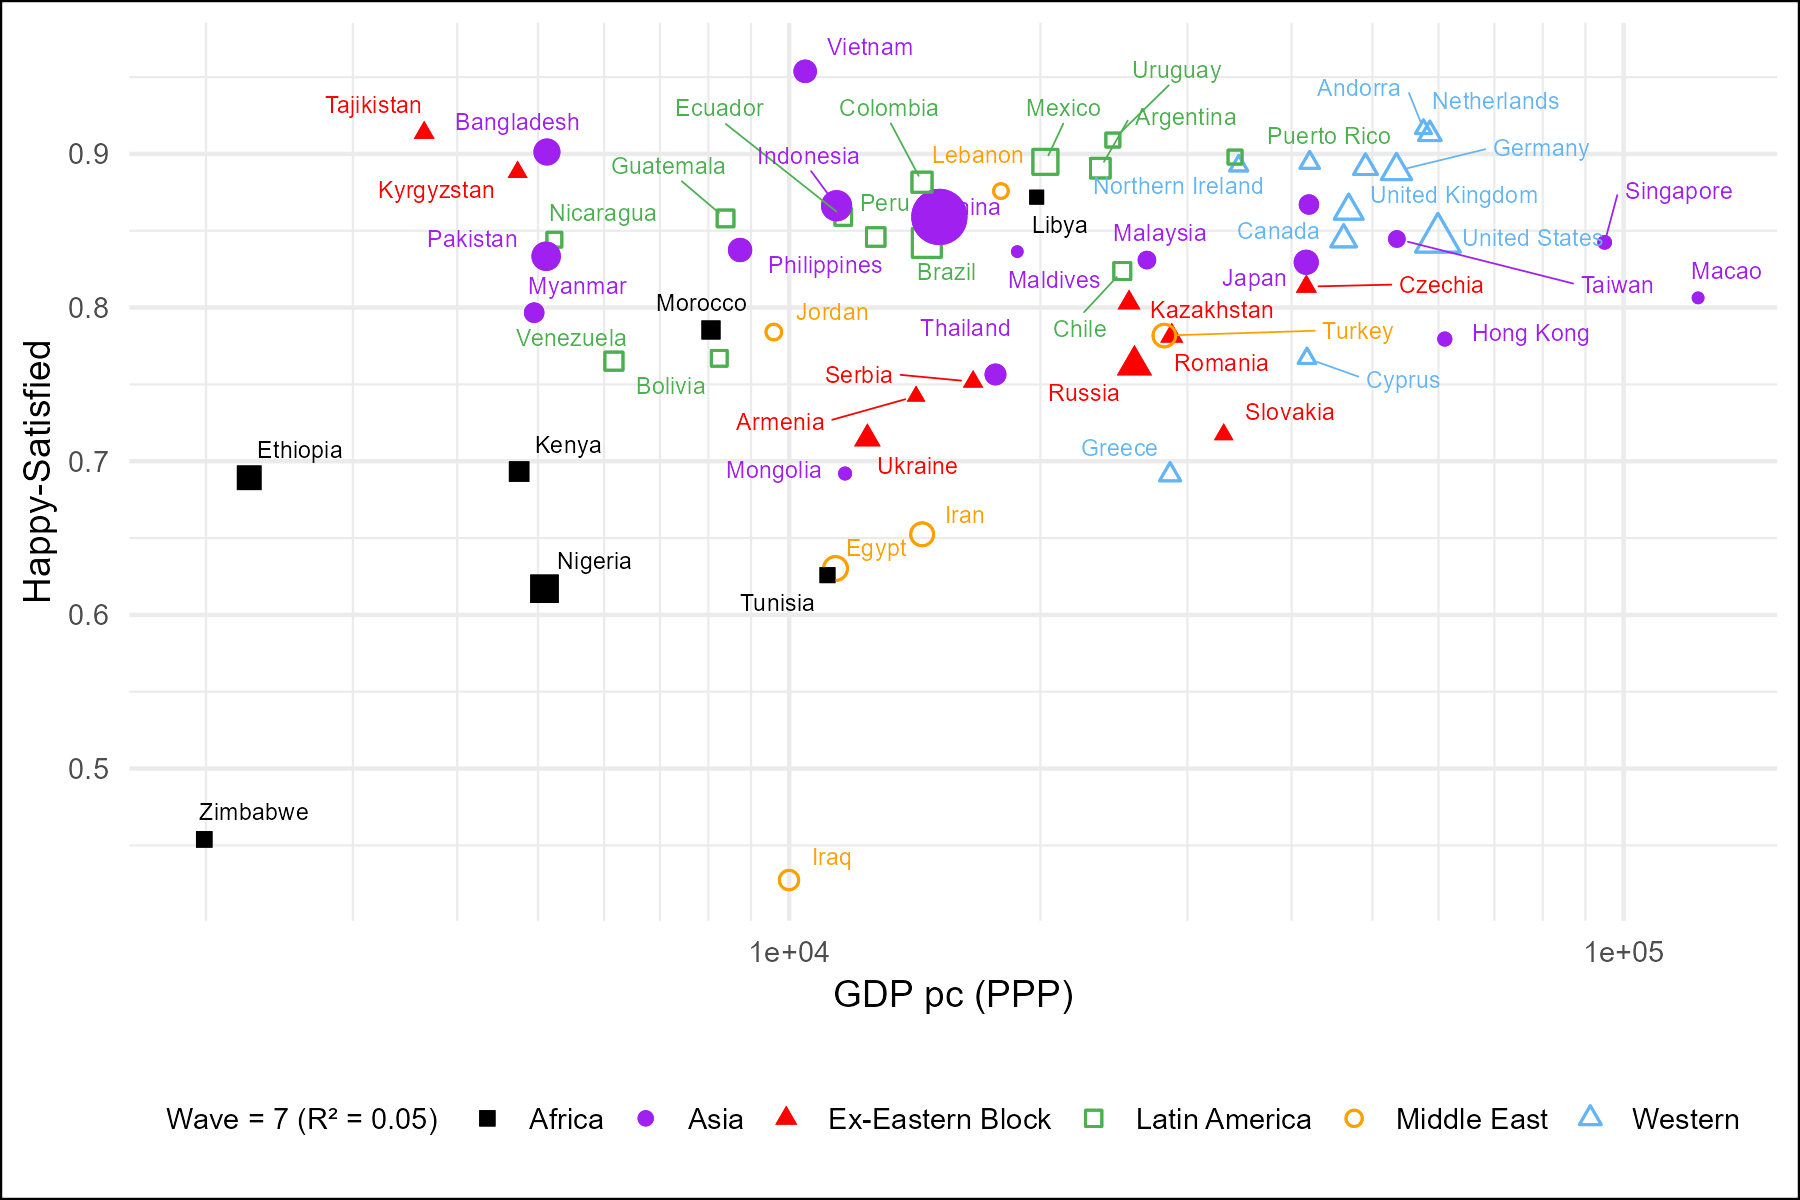 Vietnam
Uruguay
Andorra
Netherlands
Tajikistan
Ecuador
Colombia
Mexico
Argentina
Bangladesh
Puerto Rico
0.9
Indonesia
Lebanon
Germany
Guatemala
Kyrgyzstan
Northern Ireland
United Kingdom
Singapore
Nicaragua
Peru
Libya
Pakistan
Malaysia
Canada
United States
Philippines
Brazil
Maldives
Japan
Czechia
Taiwan
Macao
Myanmar
Morocco
0.8
Jordan
Kazakhstan
Venezuela
Thailand
Chile
Turkey
Hong Kong
Romania
Serbia
Bolivia
Russia
Cyprus
Armenia
Slovakia
Ethiopia
Kenya
Greece
0.7
Mongolia
Ukraine
Happy-Satisfied
Iran
Egypt
Nigeria
Tunisia
0.6
0.5
Zimbabwe
Iraq
1e+04
1e+05
GDP pc (PPP)
Wave = 7 (R² = 0.05) Africa Asia Ex-Eastern Block Latin America Middle East Western